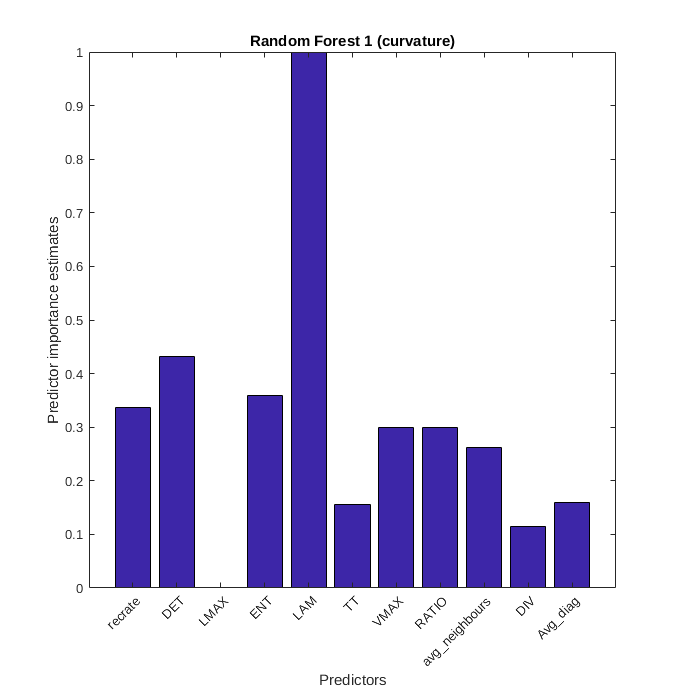 Random Forest 1 (curvature)
Predictor importance estimates
1
0.9
0.8
0.7
0.6
0.5
0.4
0.3
0.2
0.1
0
recrate
DET
LMAX
ENT
LAM
TT
VMAX
RATIO
avg_neighbours
DIV
Avg_diag
Predictors